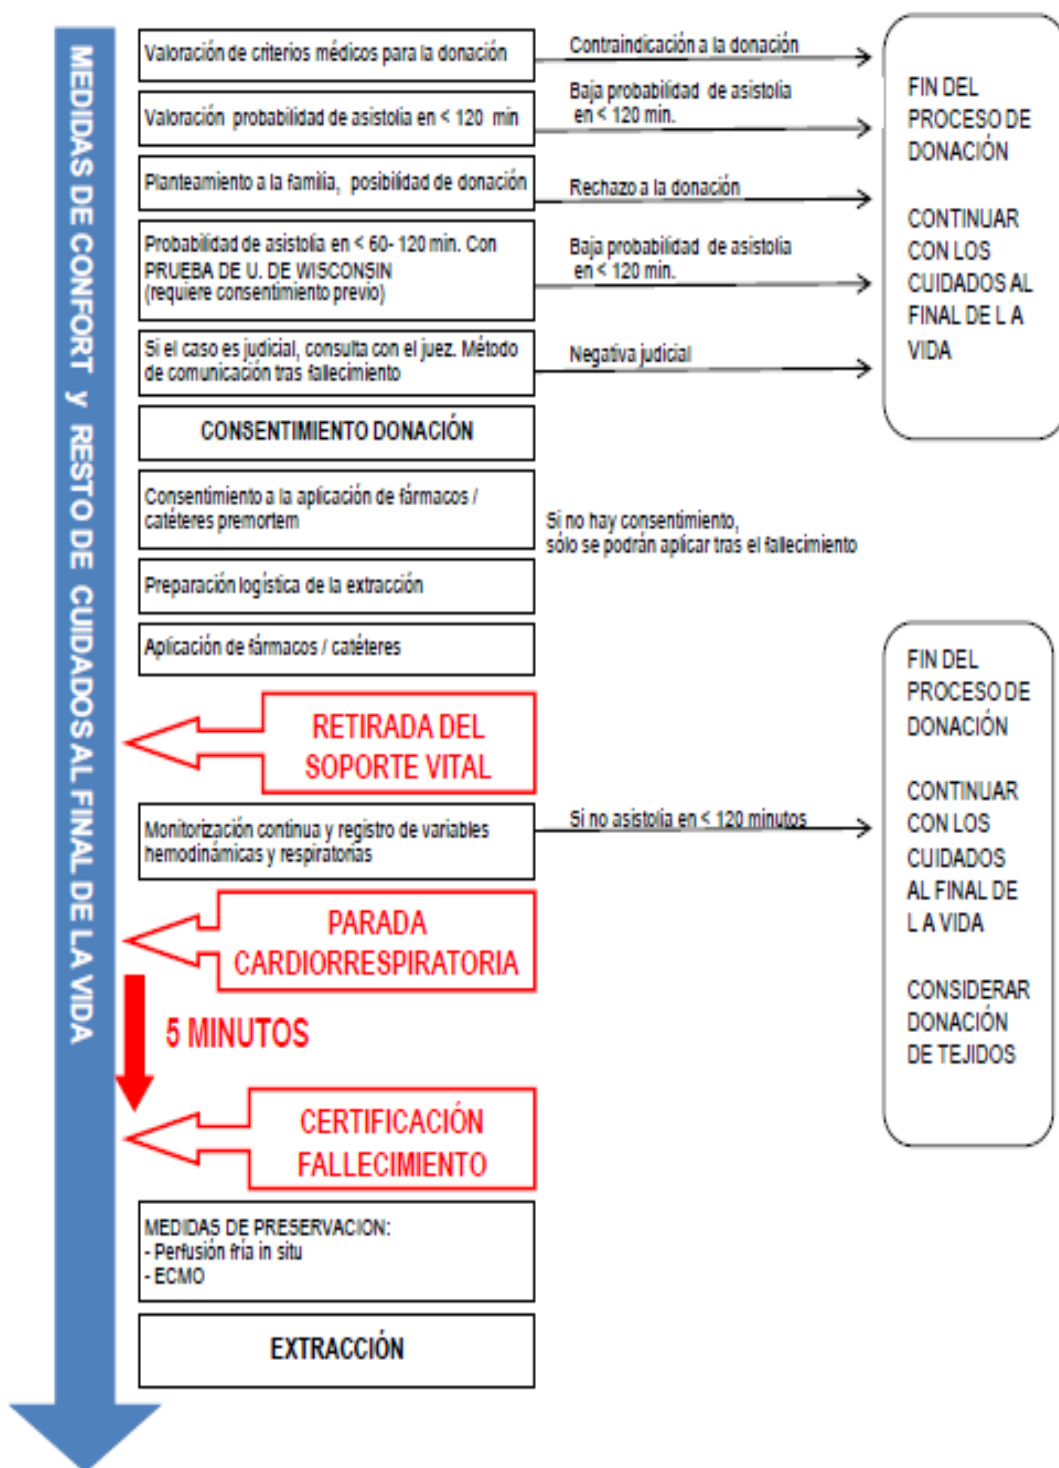 MEDIDAS DE CONFORT y RESTO DE CUIDADOS AL FINAL DE LA VIDA
Valoración de criterios médicos para la donación
Contraindicación a la donación
Valoración probabilidad de asistolia en < 120 min
Baja probabilidad de asistolia
en < 120 min.
Planteamiento a la familia, posibilidad de donación
Rechazo a la donación
Probabilidad de asistolia en < 60- 120 min. Con
PRUEBA DE U. DE WISCONSIN
(requiere consentimiento previo)
Baja probabilidad de asistolia
en < 120 min.
Si el caso es judicial, consulta con el juez. Método
de comunicación tras fallecimiento
Negativa judicial
FIN DEL
PROCESO DE
DONACIÓN
CONTINUAR
CON LOS
CUIDADOS AL
FINAL DE L A
VIDA
CONSENTIMIENTO DONACIÓN
Consentimiento a la aplicación de fármacos /
catéteres premortem
Si no hay consentimiento,
sólo se podrán aplicar tras el fallecimiento
Preparación logística de la extracción
Aplicación de fármacos / catéteres
RETIRADA DEL
SOPORTE VITAL
Monitorización continua y registro de variables
hemodinámicas y respiratorias
Si no asistolia en < 120 minutos
FIN DEL
PROCESO DE
DONACIÓN
CONTINUAR
CON LOS
CUIDADOS
AL FINAL DE
L A VIDA
CONSIDERAR
DONACIÓN
DE TEJIDOS
PARADA
CARDIORRESPIRATORIA
5 MINUTOS
CERTIFICACIÓN
FALLECIMIENTO
MEDIDAS DE PRESERVACION:
- Perfusión fría in situ
- ECMO
EXTRACCIÓN